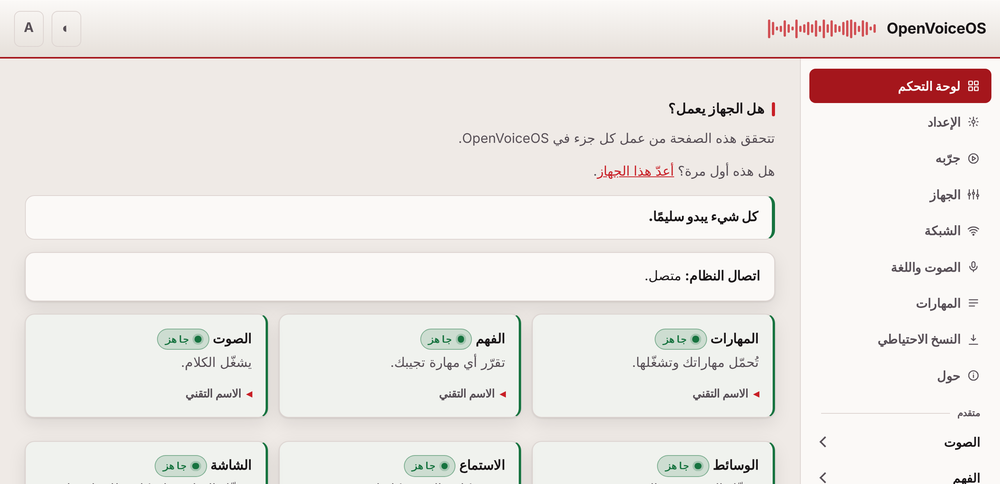 OpenVoiceOS
A
لوحة التحكم
الإعداد
جرّبه
الجهاز
الشبكة
الصوت واللغة
المهارات
النسخ الاحتياطي
حول
متقدم
الصوت
الفهم
هل الجهاز يعمل؟
تتحقق هذه الصفحة من عمل كل جزء في OpenVoiceOS.
هل هذه أول مرة؟ أعدّ هذا الجهاز.
كل شيء يبدو سليمًا.
اتصال النظام: متصل.
المهارات جاهز
تُحمّل مهاراتك وتشغّلها.
الاسم التقني
الفهم جاهز
تقرّر أي مهارة تجيبك.
الاسم التقني
الصوت جاهز
يشغّل الكلام.
الاسم التقني
الوسائط جاهز
الاستماع جاهز
الشاشة جاهز